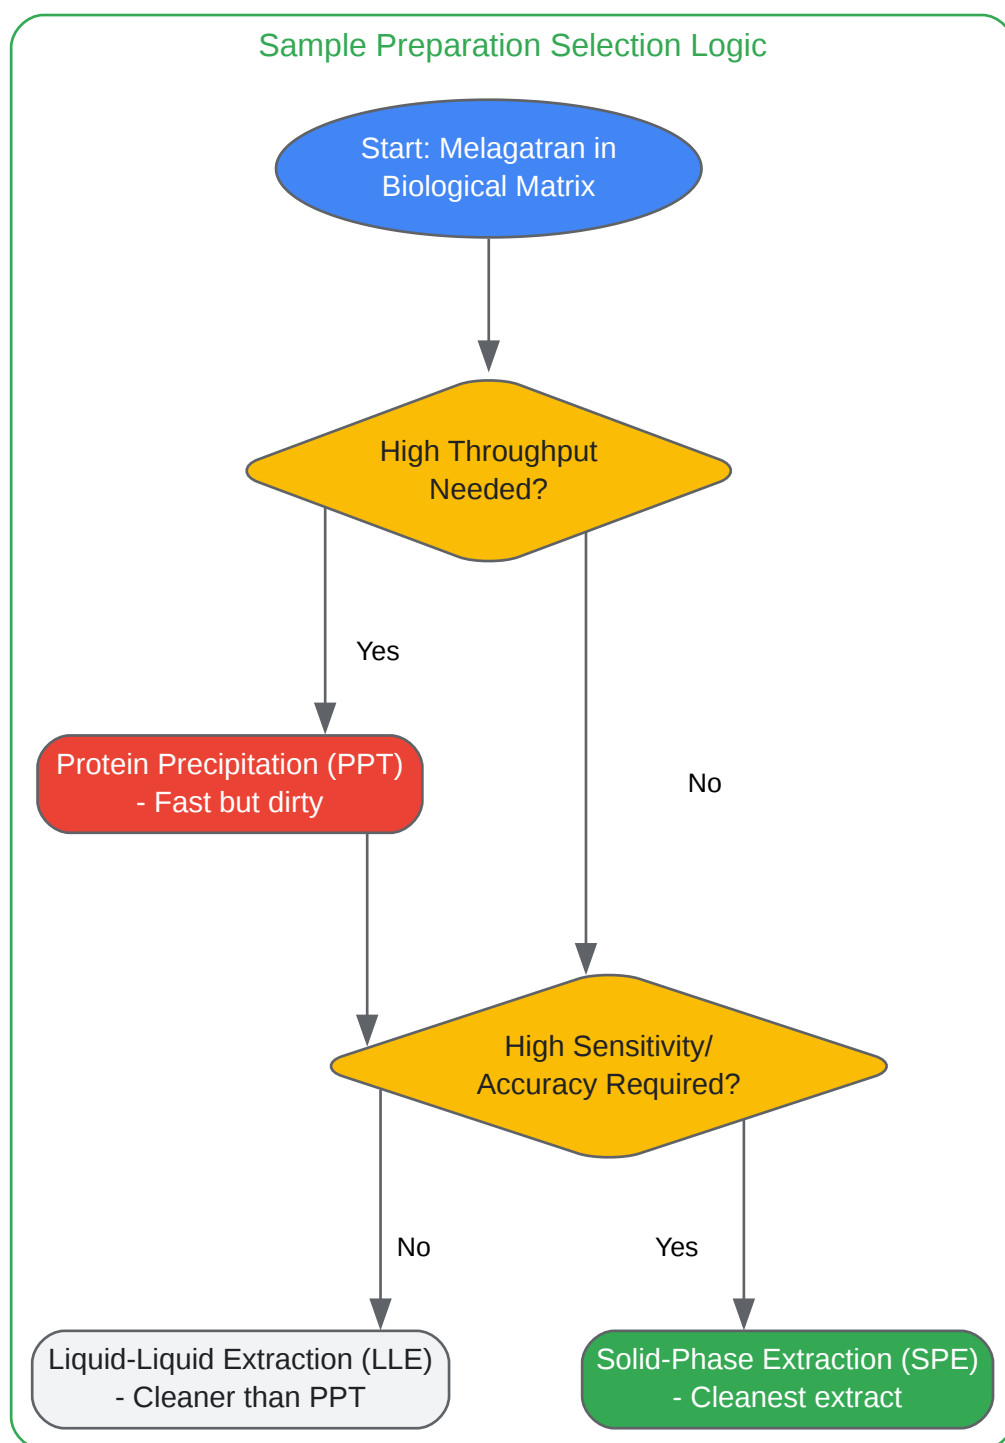 Sample Preparation Selection Logic
Start: Melagatran in
Biological Matrix
High Throughput
Needed?
Yes
Protein Precipitation (PPT)
- Fast but dirty
No
High Sensitivity/
Accuracy Required?
No
Yes
Liquid-Liquid Extraction (LLE)
- Cleaner than PPT
Solid-Phase Extraction (SPE)
- Cleanest extract